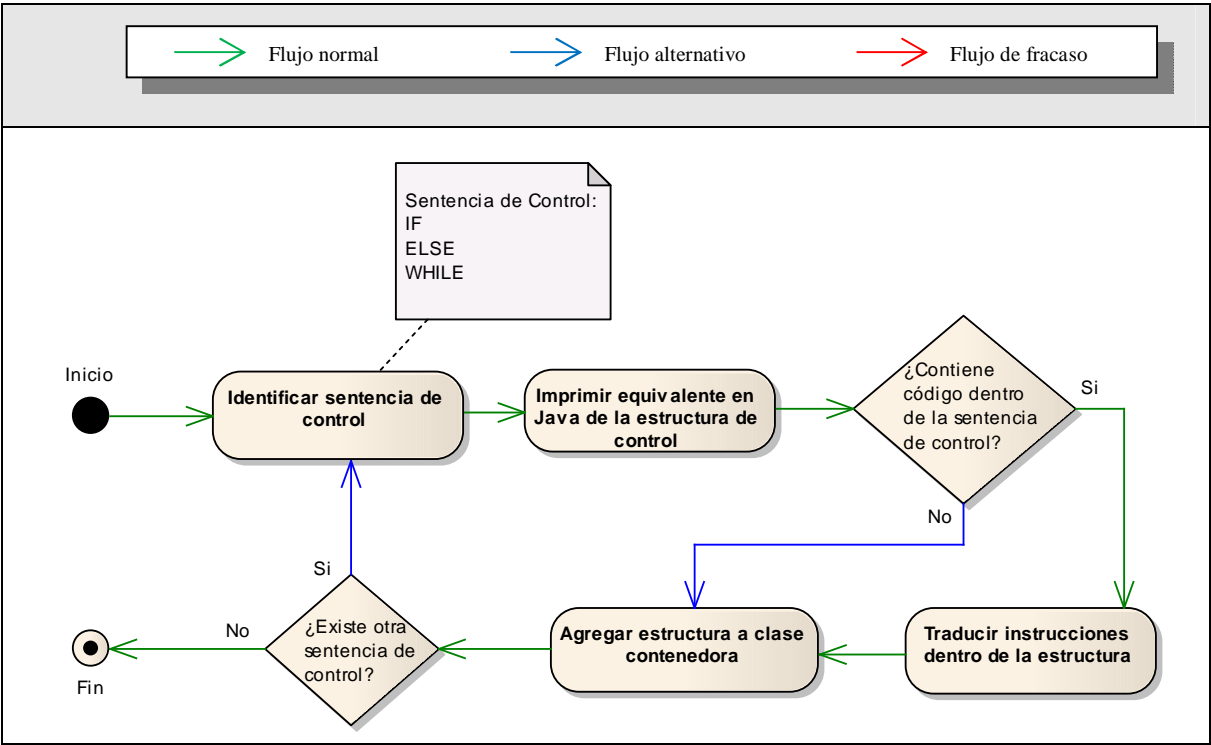 Flujo normal
Flujo alternativo
Flujo de fracaso
Sentencia de Control:
IF
ELSE
WHILE
Inicio
Identificar sentencia de
control
Imprimir equivalente en
Java de la estructura de
control
¿Contiene
código dentro
de la sentencia
de control?
Si
No
Traducir instrucciones
dentro de la estructura
Agregar estructura a clase
contenedora
¿Existe otra
sentencia de
control?
Si
No
Fin